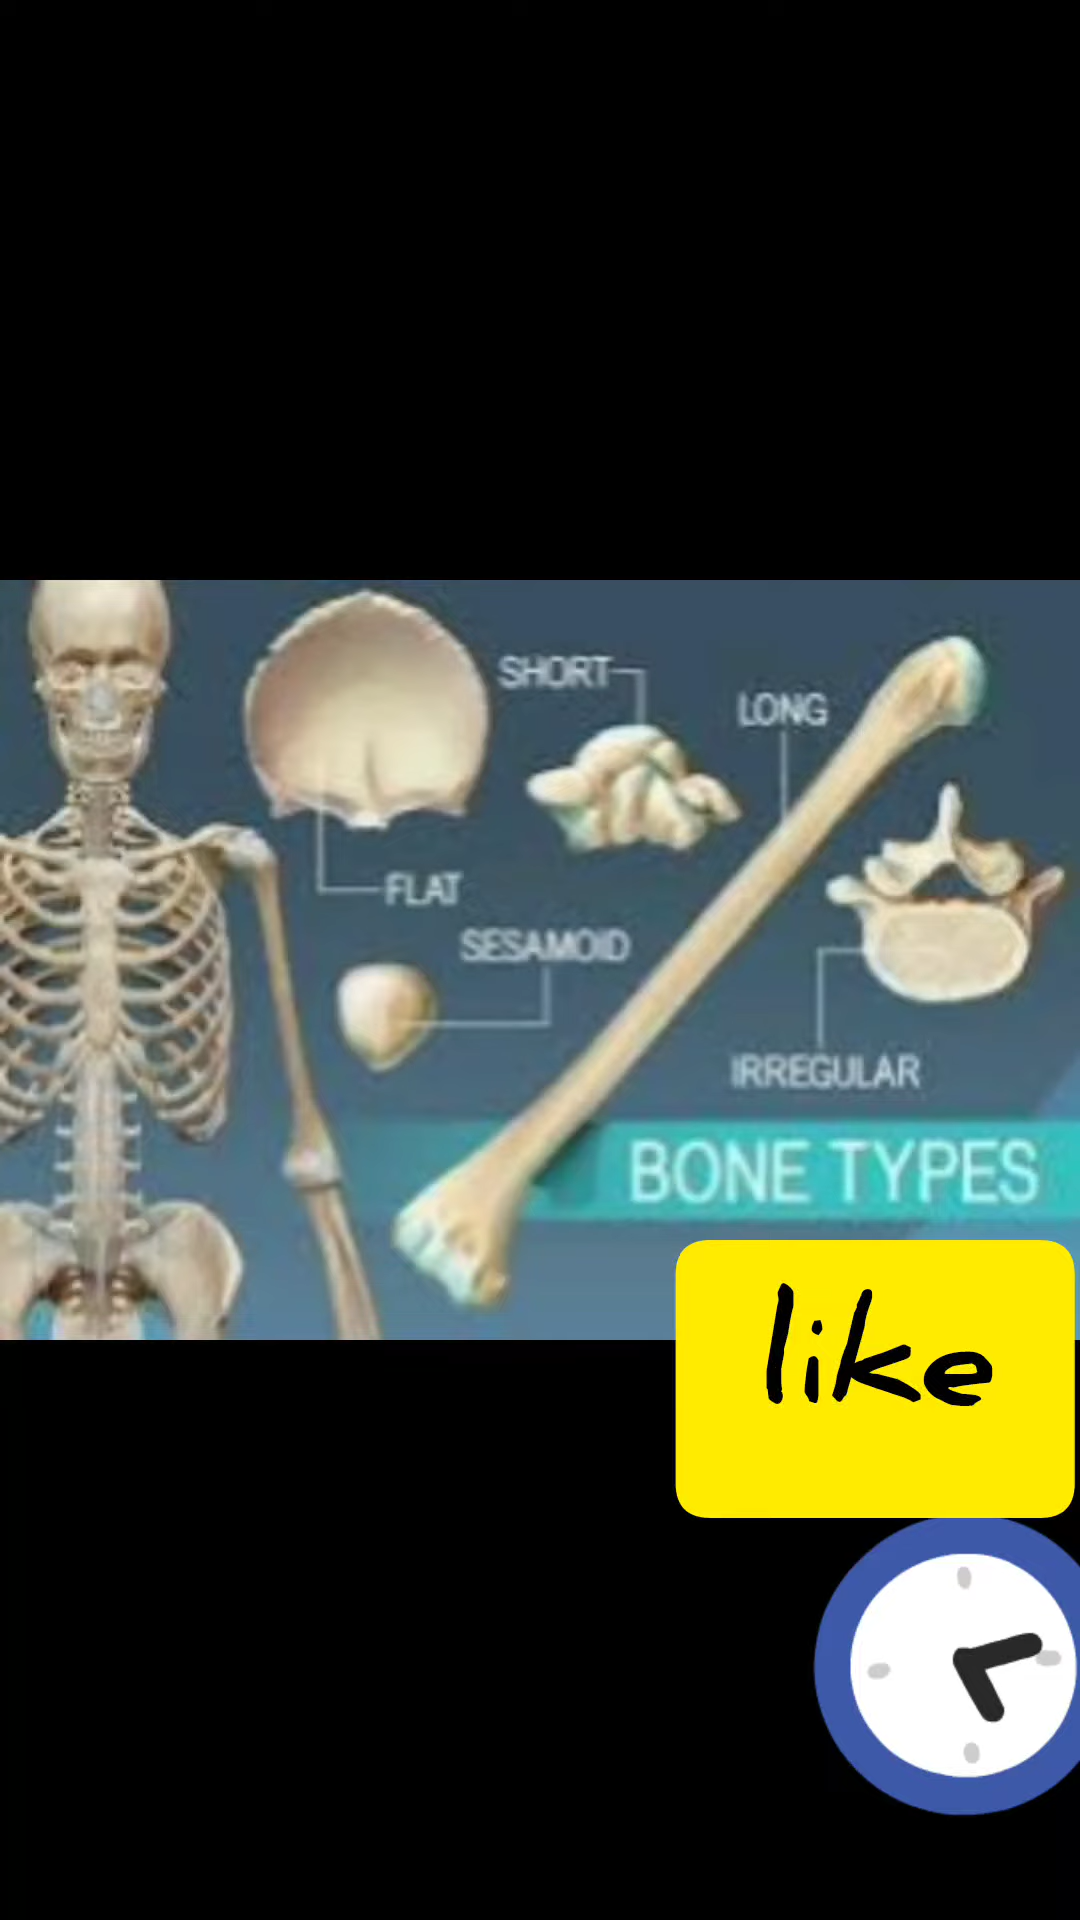 SHORT
LONG
FLAT
SESAMOID
IRREGULAR
BONE TYPES
like